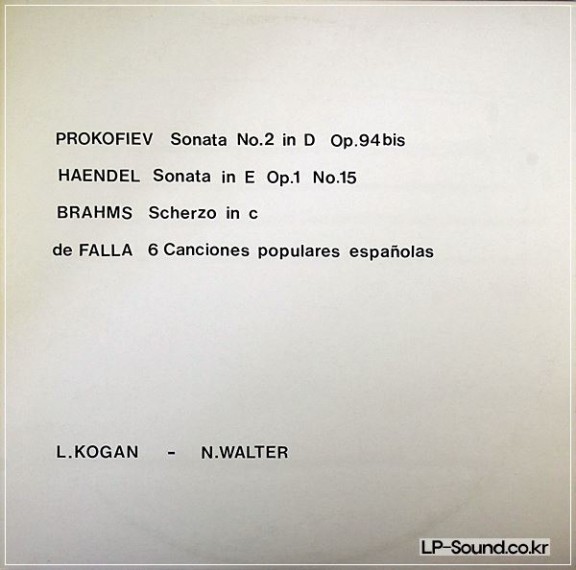 PROKOFIEV Sonata No.2 in D Op.94bis
HAENDEL Sonata in E Op.1 No.15
BRAHMS Scherzo in c
de FALLA 6 Canciones populares españolas
L.KOGAN - N.WALTER
LP-Sound.co.kr